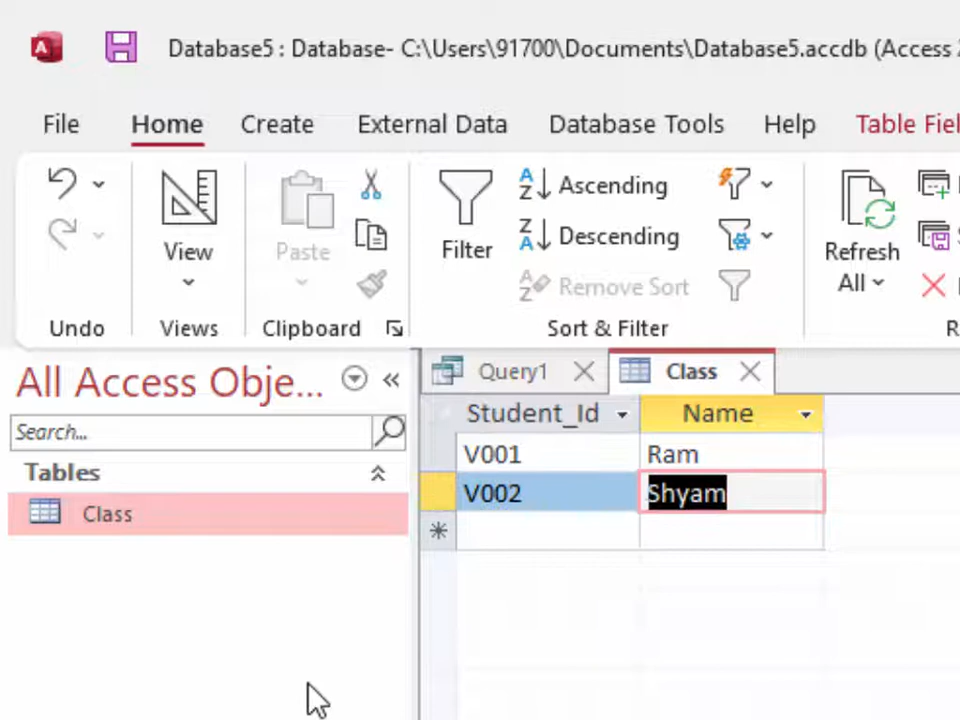 Database5 : Database- C:\Users\91700\Documents\Database5.accdb (Access
File Home Create External Data Database Tools Help Table Fiel
Ascending
Descending
Remove Sort
View
Paste
Filter
Refresh
All
Undo Views Clipboard Sort & Filter R
All Access Obje...
Search...
Tables
Class
Query1 Class
Student_Id Name
V001 Ram
V002 Shyam